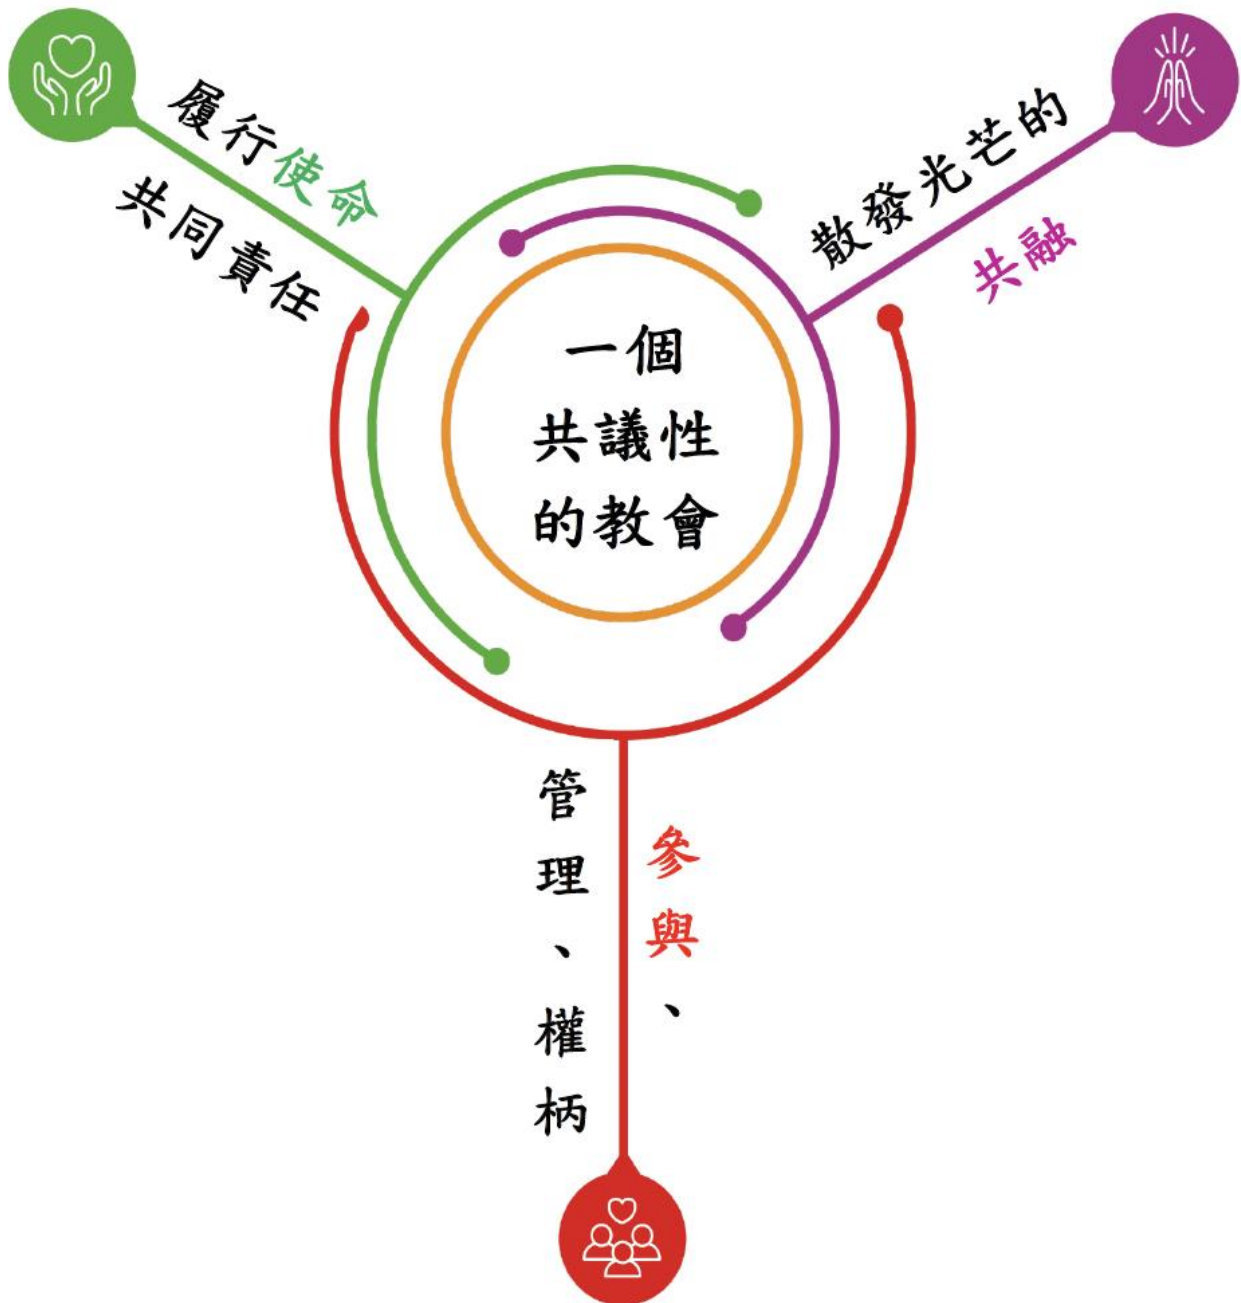 履行使命
共同責任
散發光芒的
共融
一個
共議性
的教會
參與、
管理、權柄